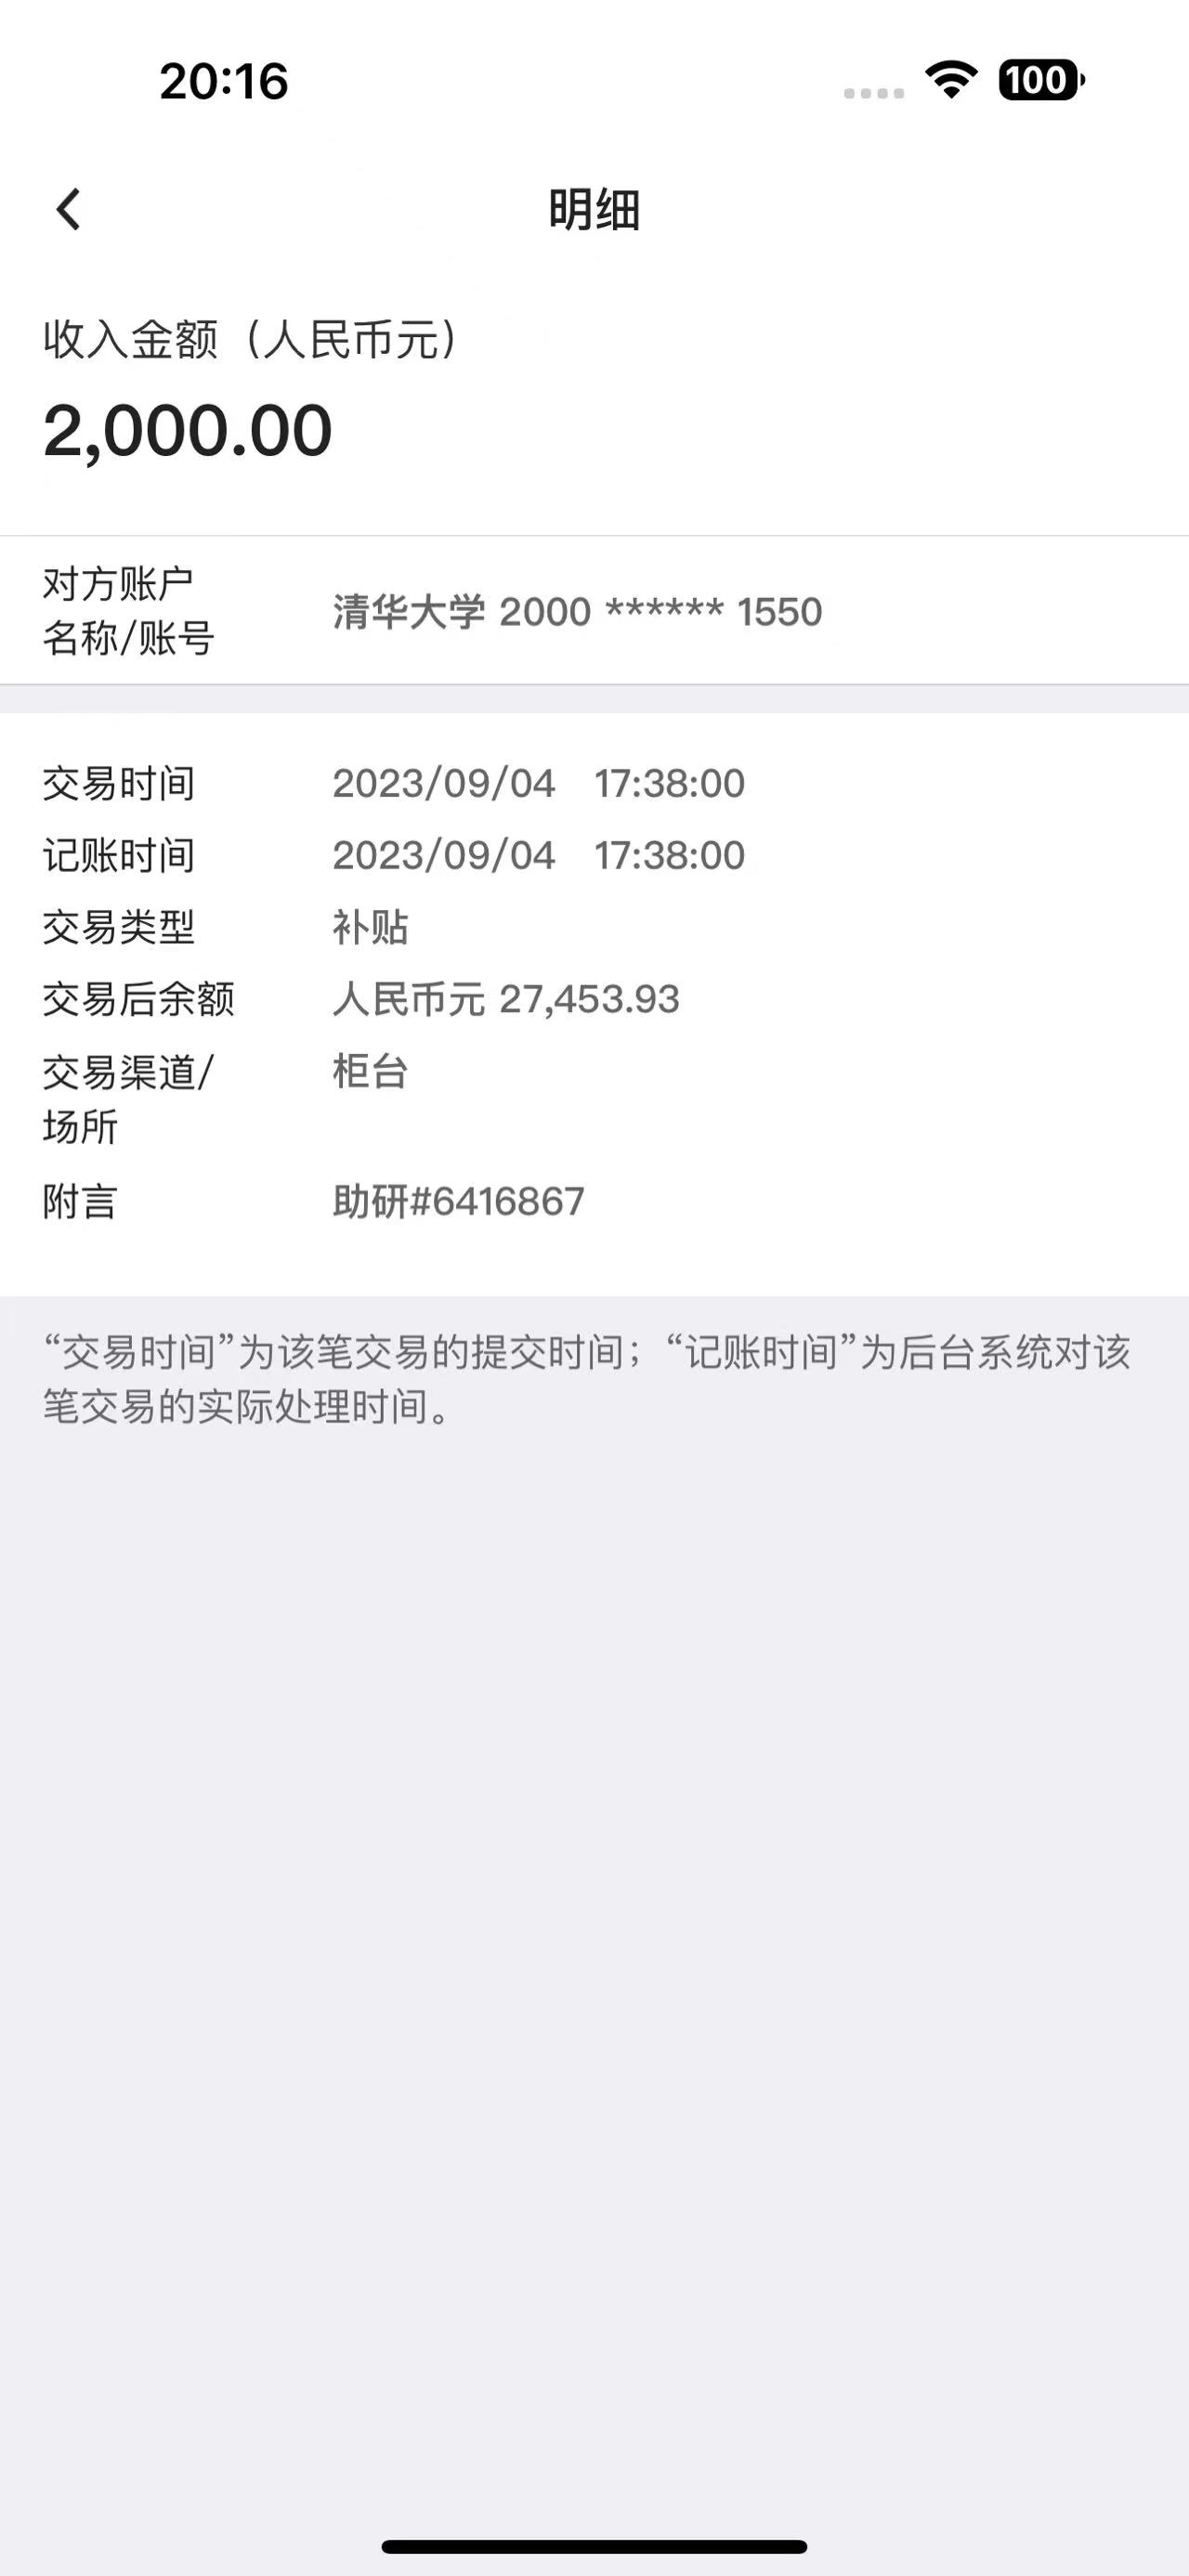 20:16
100
明细
收入金额（人民币元）
2,000.00
对方账户
名称/账号
清华大学 2000 ****** 1550
交易时间 2023/09/04 17:38:00
记账时间 2023/09/04 17:38:00
交易类型 补贴
交易后余额 人民币元 27,453.93
交易渠道/ 柜台
场所
附言 助研#6416867
“交易时间”为该笔交易的提交时间；“记账时间”为后台系统对该
笔交易的实际处理时间。